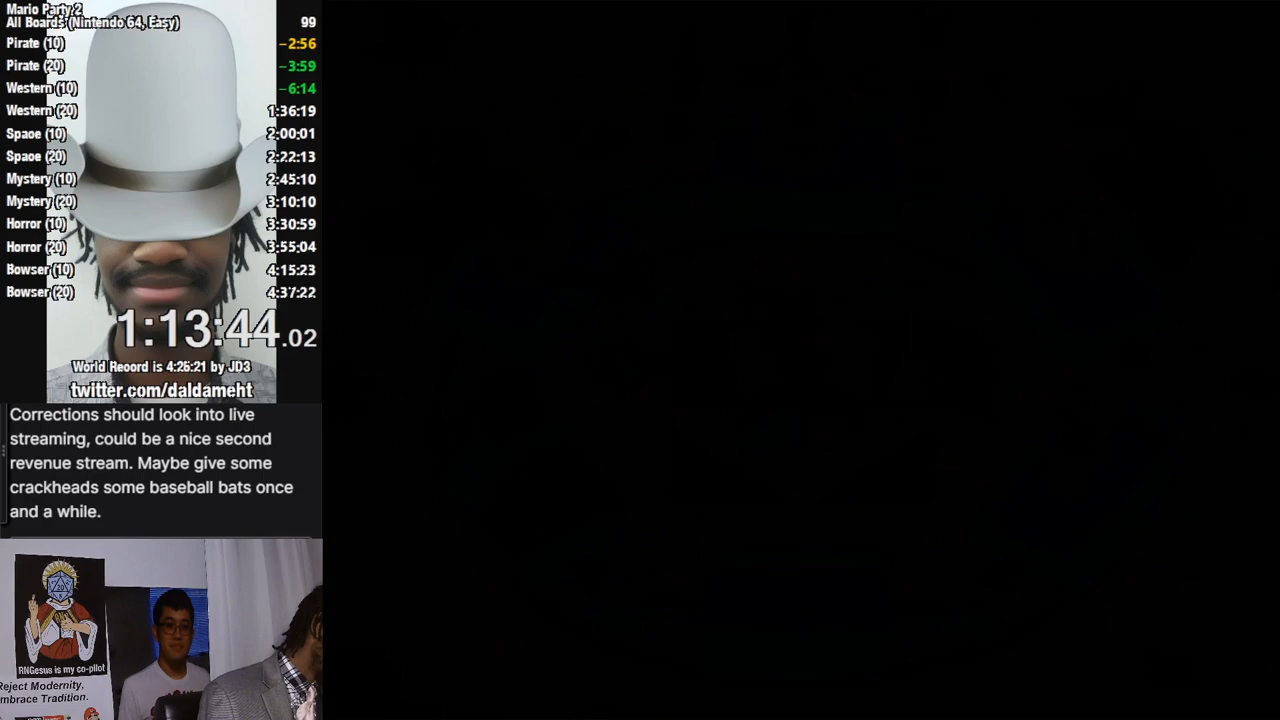 Mario Party 2
All Boards (Nintendo 64, Easy) 99
Pirate (10) −2:56
Pirate (20) −3:59
Western (10) −6:14
Western (20) 1:36:19
Space (10) 2:00:01
Space (20) 2:22:13
Mystery (10) 2:45:10
Mystery (20) 3:10:10
Horror (10) 3:30:59
Horror (20) 3:55:04
Bowser (10) 4:15:23
Bowser (20) 4:37:22
1:13:44.02
World Record is 4:26:21 by JD3
twitter.com/daldameht
Corrections should look into live
streaming, could be a nice second
revenue stream. Maybe give some
crackheads some baseball bats once
and a while.
RNGesus is my co-pilot
Reject Modernity,
Embrace Tradition.